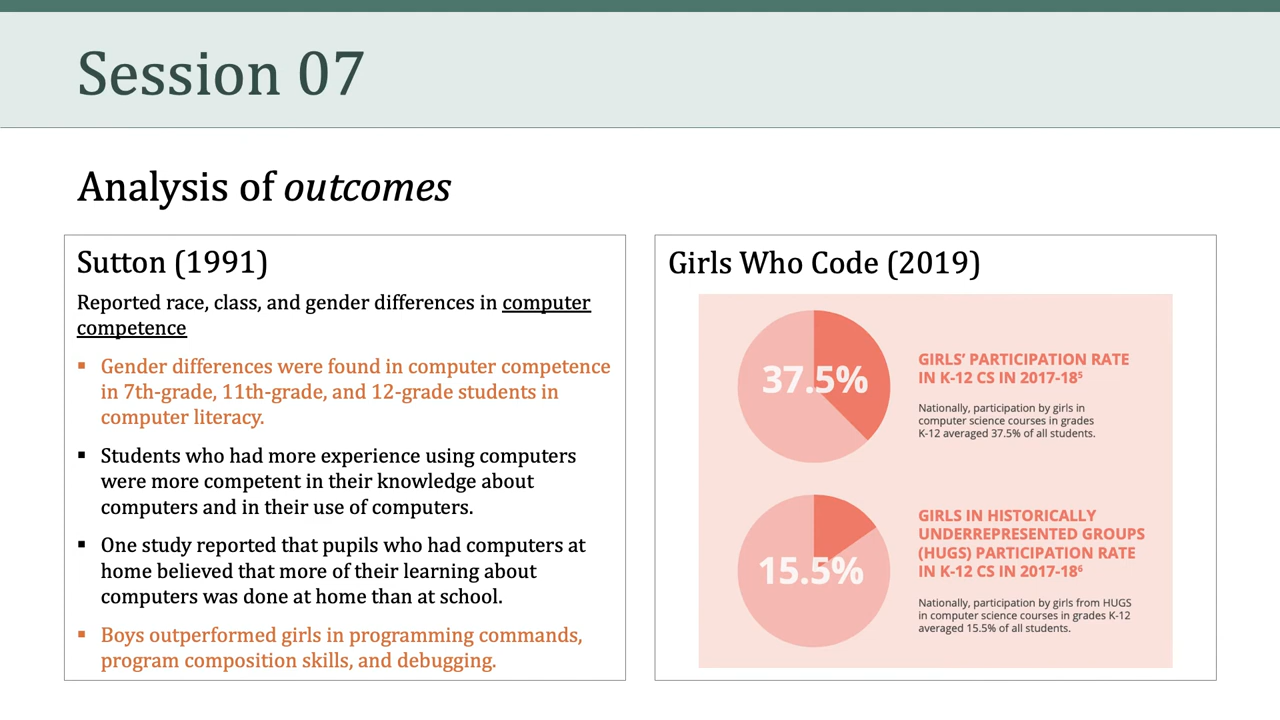 Session 07
Analysis of outcomes
Sutton (1991)
Reported race, class, and gender differences in computer
competence
▪ Gender differences were found in computer competence
in 7th-grade, 11th-grade, and 12-grade students in
computer literacy.
▪ Students who had more experience using computers
were more competent in their knowledge about
computers and in their use of computers.
▪ One study reported that pupils who had computers at
home believed that more of their learning about
computers was done at home than at school.
▪ Boys outperformed girls in programming commands,
program composition skills, and debugging.
Girls Who Code (2019)
37.5%
GIRLS’ PARTICIPATION RATE
IN K-12 CS IN 2017-18⁵
Nationally, participation by girls in
computer science courses in grades
K-12 averaged 37.5% of all students.
15.5%
GIRLS IN HISTORICALLY
UNDERREPRESENTED GROUPS
(HUGS) PARTICIPATION RATE
IN K-12 CS IN 2017-18⁶
Nationally, participation by girls from HUGS
in computer science courses in grades K-12
averaged 15.5% of all students.